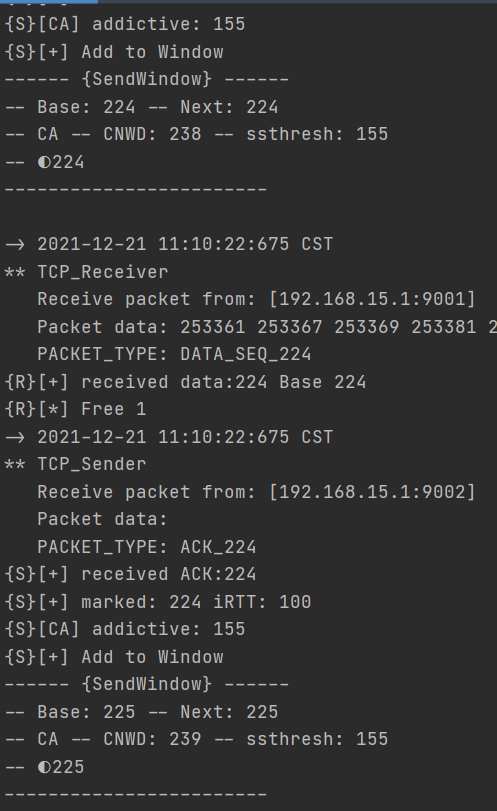 {S}[CA] addictive: 155
{S}[+] Add to Window
------ {SendWindow} ------
-- Base: 224 -- Next: 224
-- CA -- CNWD: 238 -- ssthresh: 155
-- ◐224
------------------------
-> 2021-12-21 11:10:22:675 CST
** TCP_Receiver
Receive packet from: [192.168.15.1:9001]
Packet data: 253361 253367 253369 253381 2
PACKET_TYPE: DATA_SEQ_224
{R}[+] received data:224 Base 224
{R}[*] Free 1
-> 2021-12-21 11:10:22:675 CST
** TCP_Sender
Receive packet from: [192.168.15.1:9002]
Packet data:
PACKET_TYPE: ACK_224
{S}[+] received ACK:224
{S}[+] marked: 224 iRTT: 100
{S}[CA] addictive: 155
{S}[+] Add to Window
------ {SendWindow} ------
-- Base: 225 -- Next: 225
-- CA -- CNWD: 239 -- ssthresh: 155
-- ◐225
------------------------